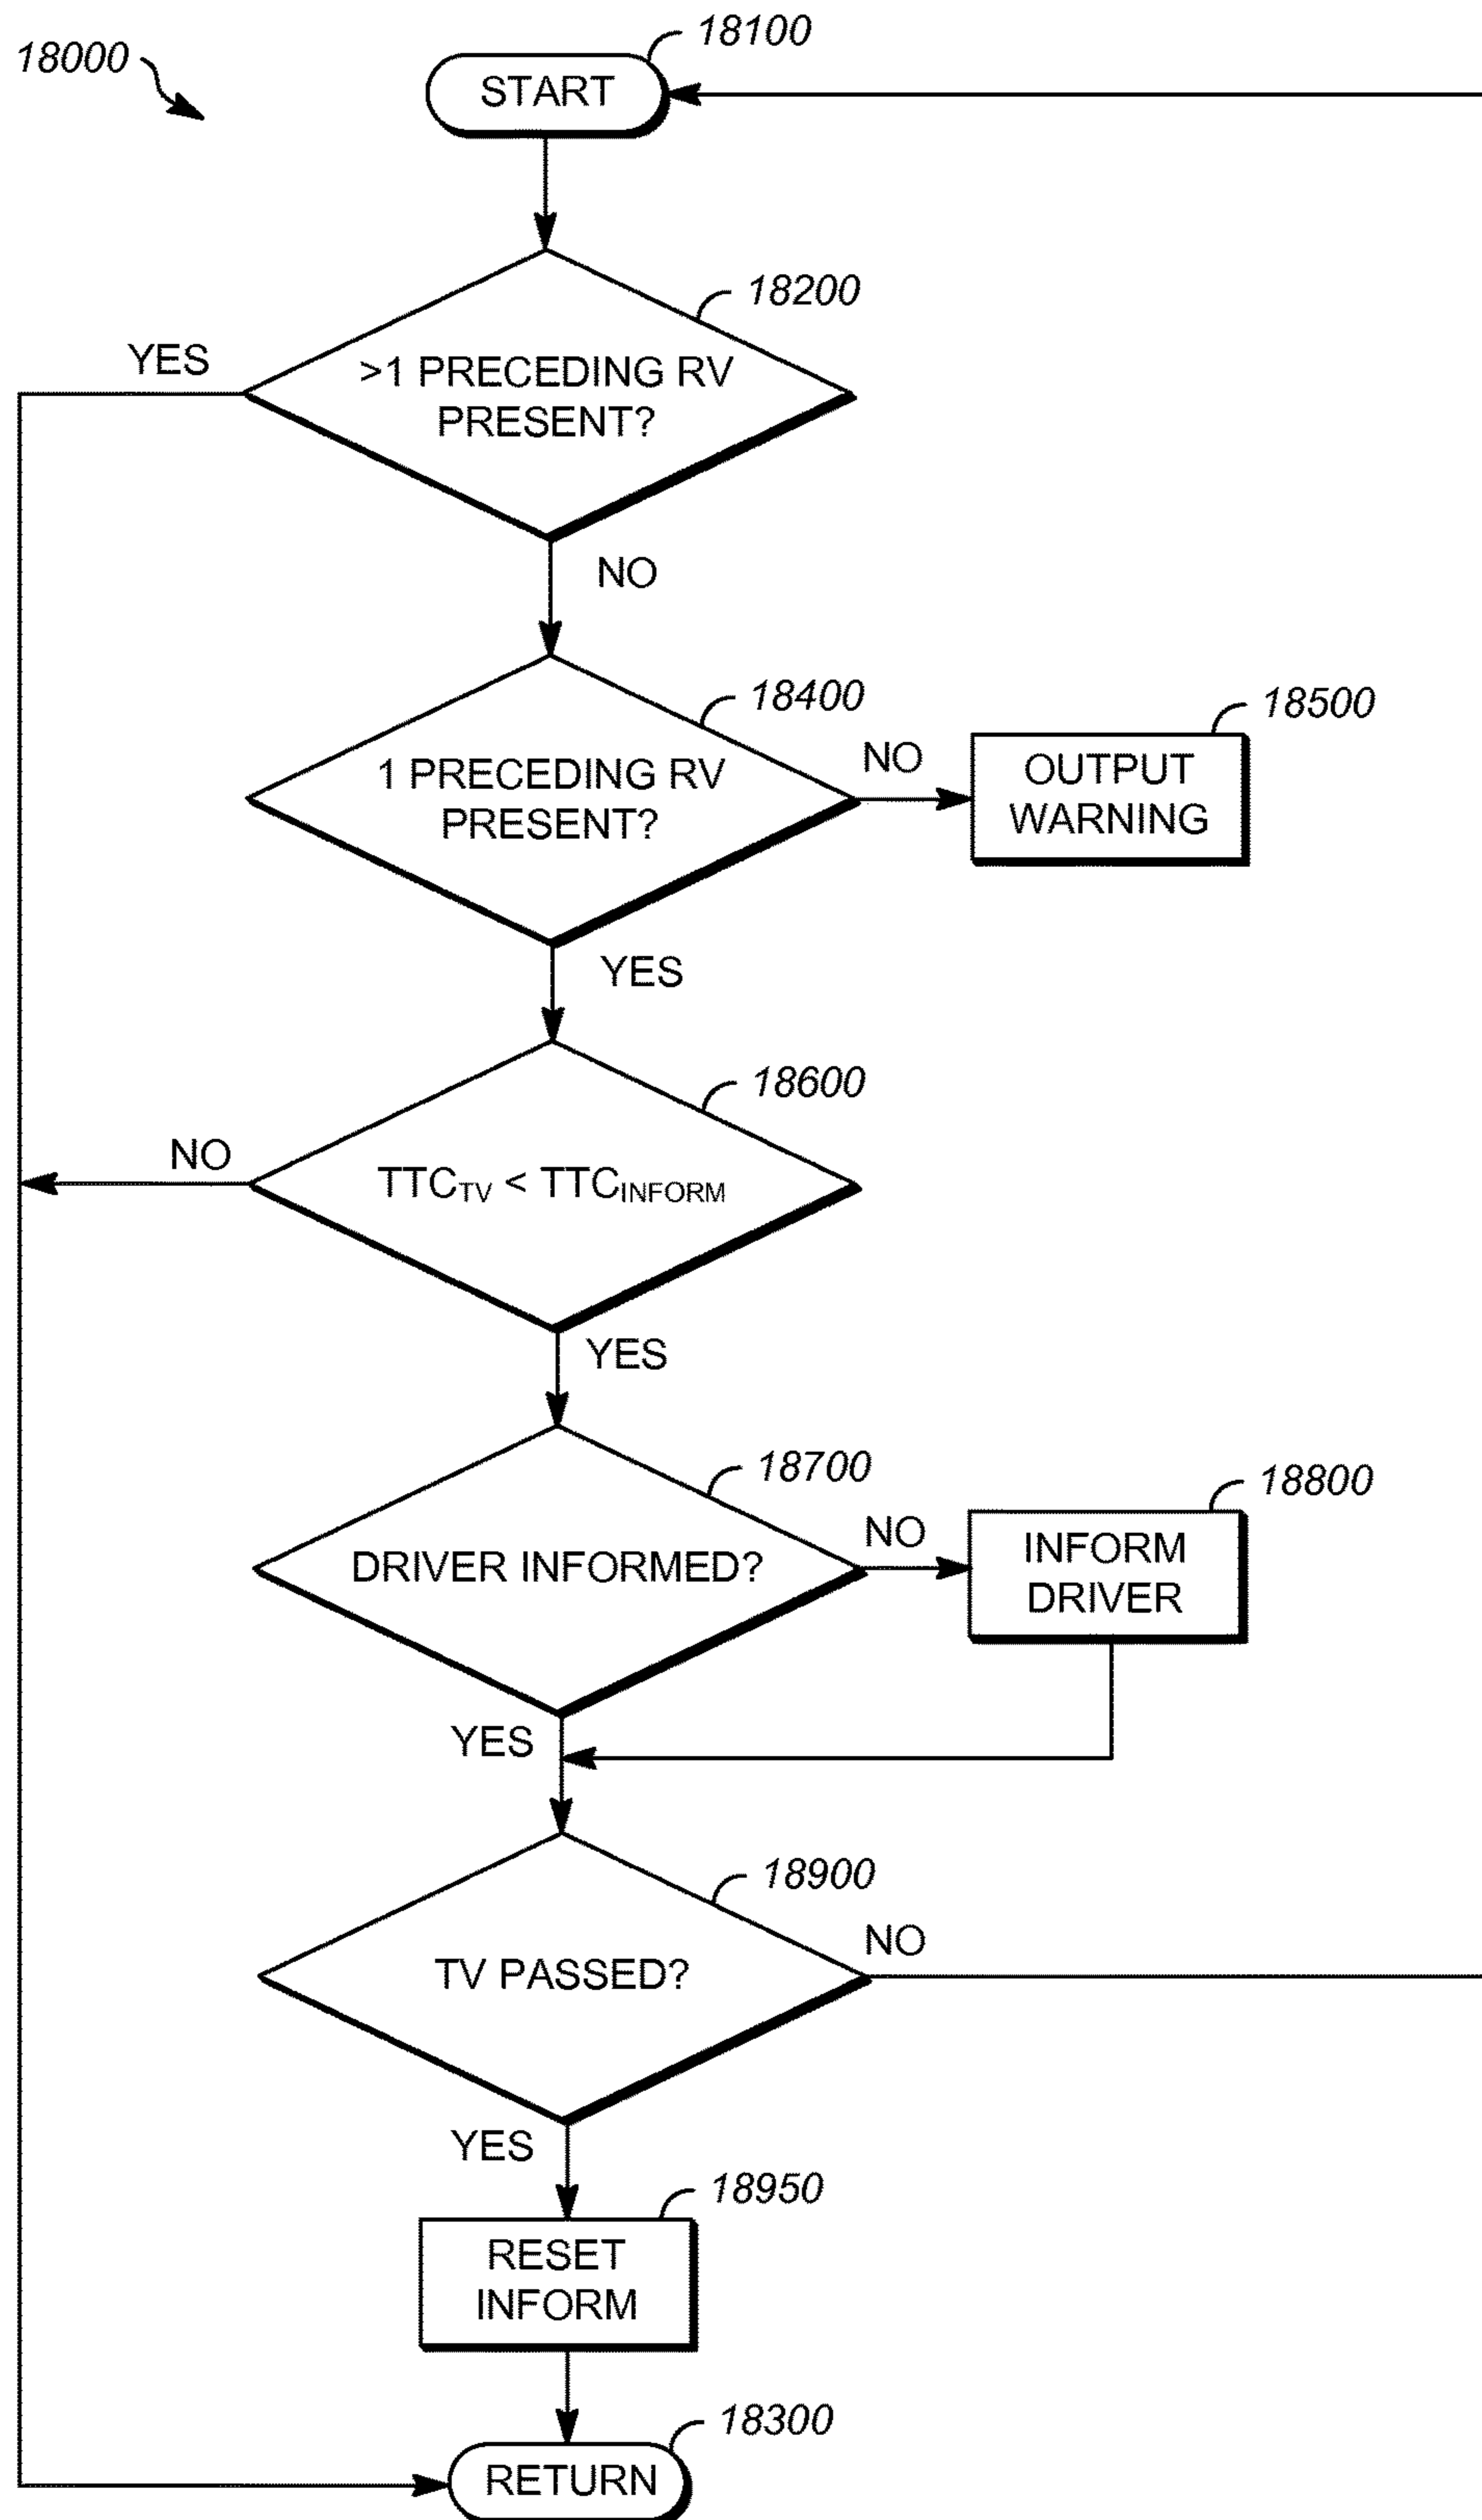 18000
18100
START
18200
YES
>1 PRECEDING RV
PRESENT?
NO
18400
18500
1 PRECEDING RV
PRESENT?
NO
OUTPUT
WARNING
YES
18600
NO
TTCTV < TTCINFORM
YES
18700
18800
DRIVER INFORMED?
NO
INFORM
DRIVER
YES
18900
NO
TV PASSED?
YES
18950
RESET
INFORM
18300
RETURN